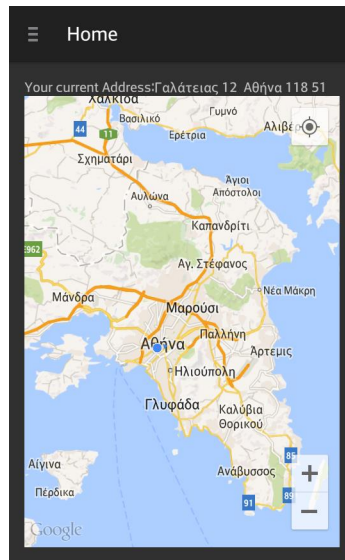 Home
Your current Address:Γαλάτειας 12 Αθήνα 118 51
Χαλκίδα
Βασιλικό
Γυμνό
44
11
Ερέτρια
Αλιβέρι
Σχηματάρι
Άγιοι
Απόστολοι
Αυλώνα
Καπανδρίτι
E962
Αγ. Στέφανος
Νέα Μάκρη
Μάνδρα
Μαρούσι
Παλλήνη
Αθήνα
Άρτεμις
Ηλιούπολη
Γλυφάδα
Καλύβια
Θορικού
Αίγινα
Ανάβυσσος
85
+
Πέρδικα
91
89
−
Google